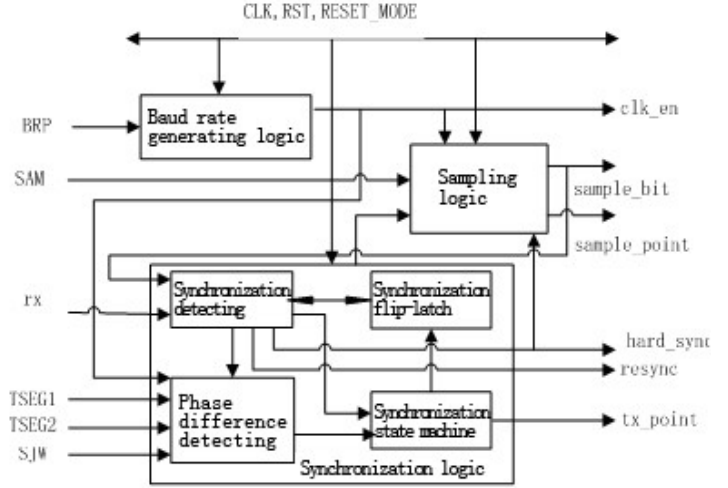 CLK, RST, RESET_MODE
Baud rate
generating logic
clk_en
BRP
SAM
Sampling
logic
sample_bit
sample_point
rx
Synchronization
detecting
Synchronization
flip-latch
hard_sync
resync
TSEG1
TSEG2
SJW
Phase
difference
detecting
Synchronization
state machine
tx_point
Synchronization logic